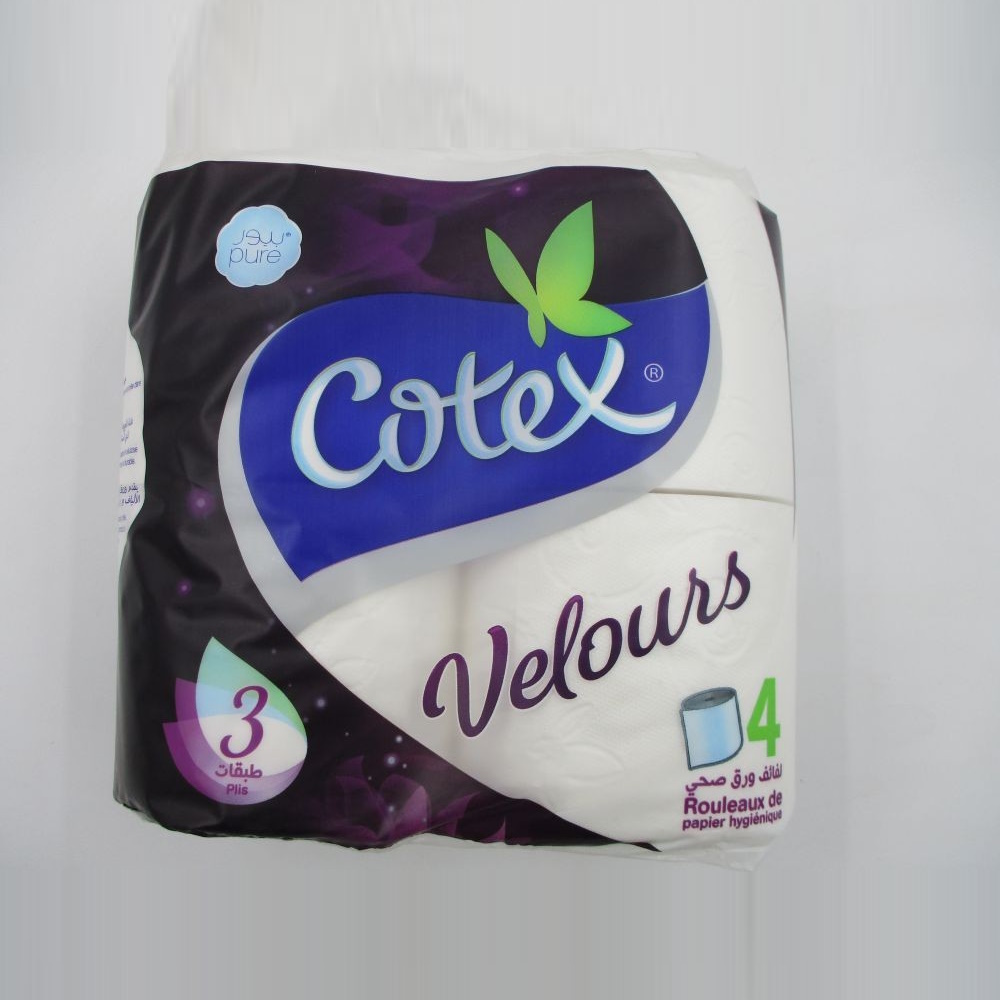 بيور®
pure
Cotex®
Velours
3
طبقات
Plis
4
لفائف ورق صحي
Rouleaux de
papier hygiénique